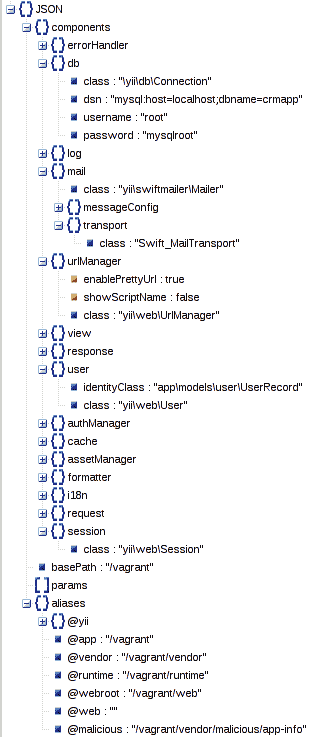 JSON
components
errorHandler
db
class : "\yii\db\Connection"
dsn : "mysql:host=localhost;dbname=crmapp"
username : "root"
password : "mysqlroot"
log
mail
class : "yii\swiftmailer\Mailer"
messageConfig
transport
class : "Swift_MailTransport"
urlManager
enablePrettyUrl : true
showScriptName : false
class : "yii\web\UrlManager"
view
response
user
identityClass : "app\models\user\UserRecord"
class : "yii\web\User"
authManager
cache
assetManager
formatter
i18n
request
session
class : "yii\web\Session"
basePath : "/vagrant"
params
aliases
@yii
@app : "/vagrant"
@vendor : "/vagrant/vendor"
@runtime : "/vagrant/runtime"
@webroot : "/vagrant/web"
@web : ""
@malicious : "/vagrant/vendor/malicious/app-info"